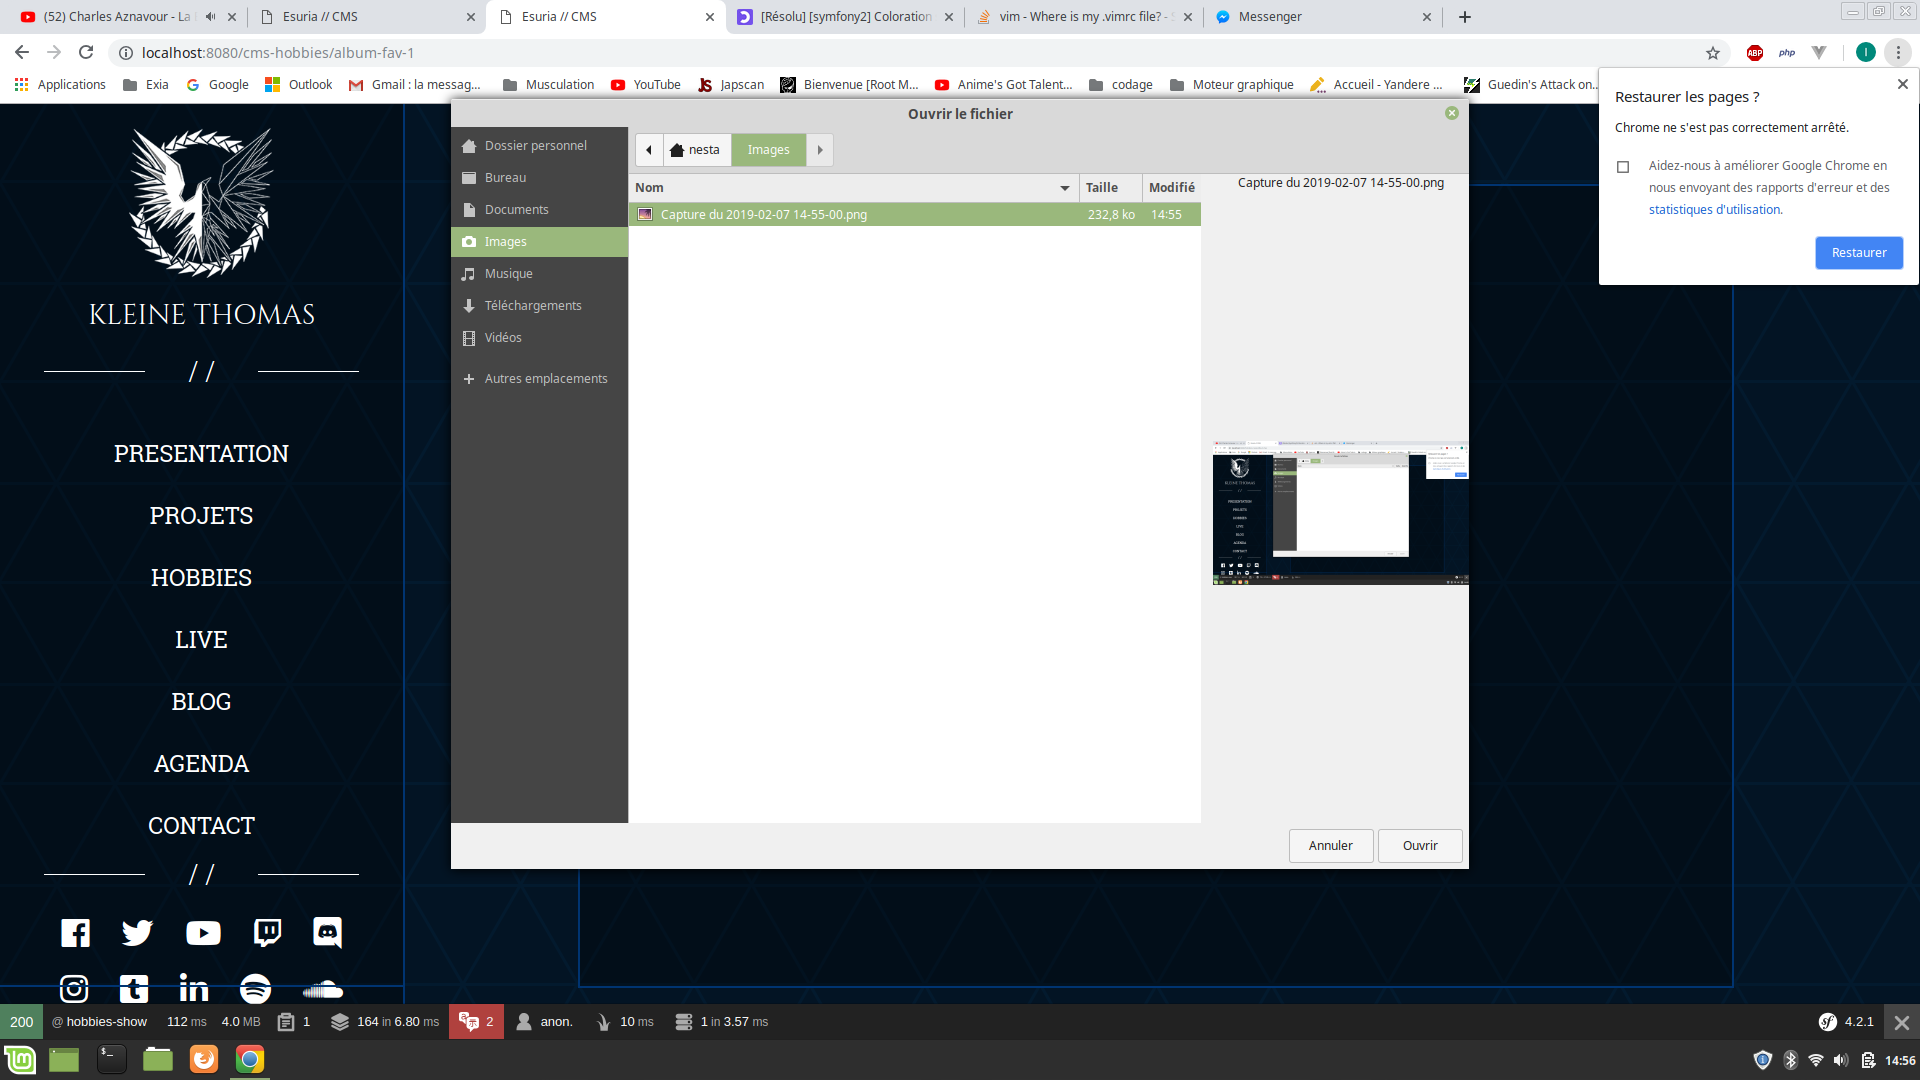 (52) Charles Aznavour - La
Esuria // CMS
Esuria // CMS
[Résolu] [symfony2] Coloration
vim - Where is my .vimrc file? -
Messenger
localhost:8080/cms-hobbies/album-fav-1
ABP
php
I
Applications
Exia
Google
Outlook
Gmail : la messag...
Musculation
YouTube
Japscan
Bienvenue [Root M...
Anime's Got Talent...
codage
Moteur graphique
Accueil - Yandere ...
Guedin's Attack on...
Restaurer les pages ?
Chrome ne s'est pas correctement arrêté.
Aidez-nous à améliorer Google Chrome en
nous envoyant des rapports d'erreur et des
statistiques d'utilisation.
Restaurer
Ouvrir le fichier
Dossier personnel
Bureau
Documents
Images
Musique
Téléchargements
Vidéos
Autres emplacements
nesta
Images
Nom
Taille
Modifié
Capture du 2019-02-07 14-55-00.png
232,8 ko
14:55
Capture du 2019-02-07 14-55-00.png
Annuler
Ouvrir
KLEINE THOMAS
//
PRESENTATION
PROJETS
HOBBIES
LIVE
BLOG
AGENDA
CONTACT
//
200
@ hobbies-show
112 ms
4.0 MB
1
164 in 6.80 ms
2
anon.
10 ms
1 in 3.57 ms
4.2.1
14:56